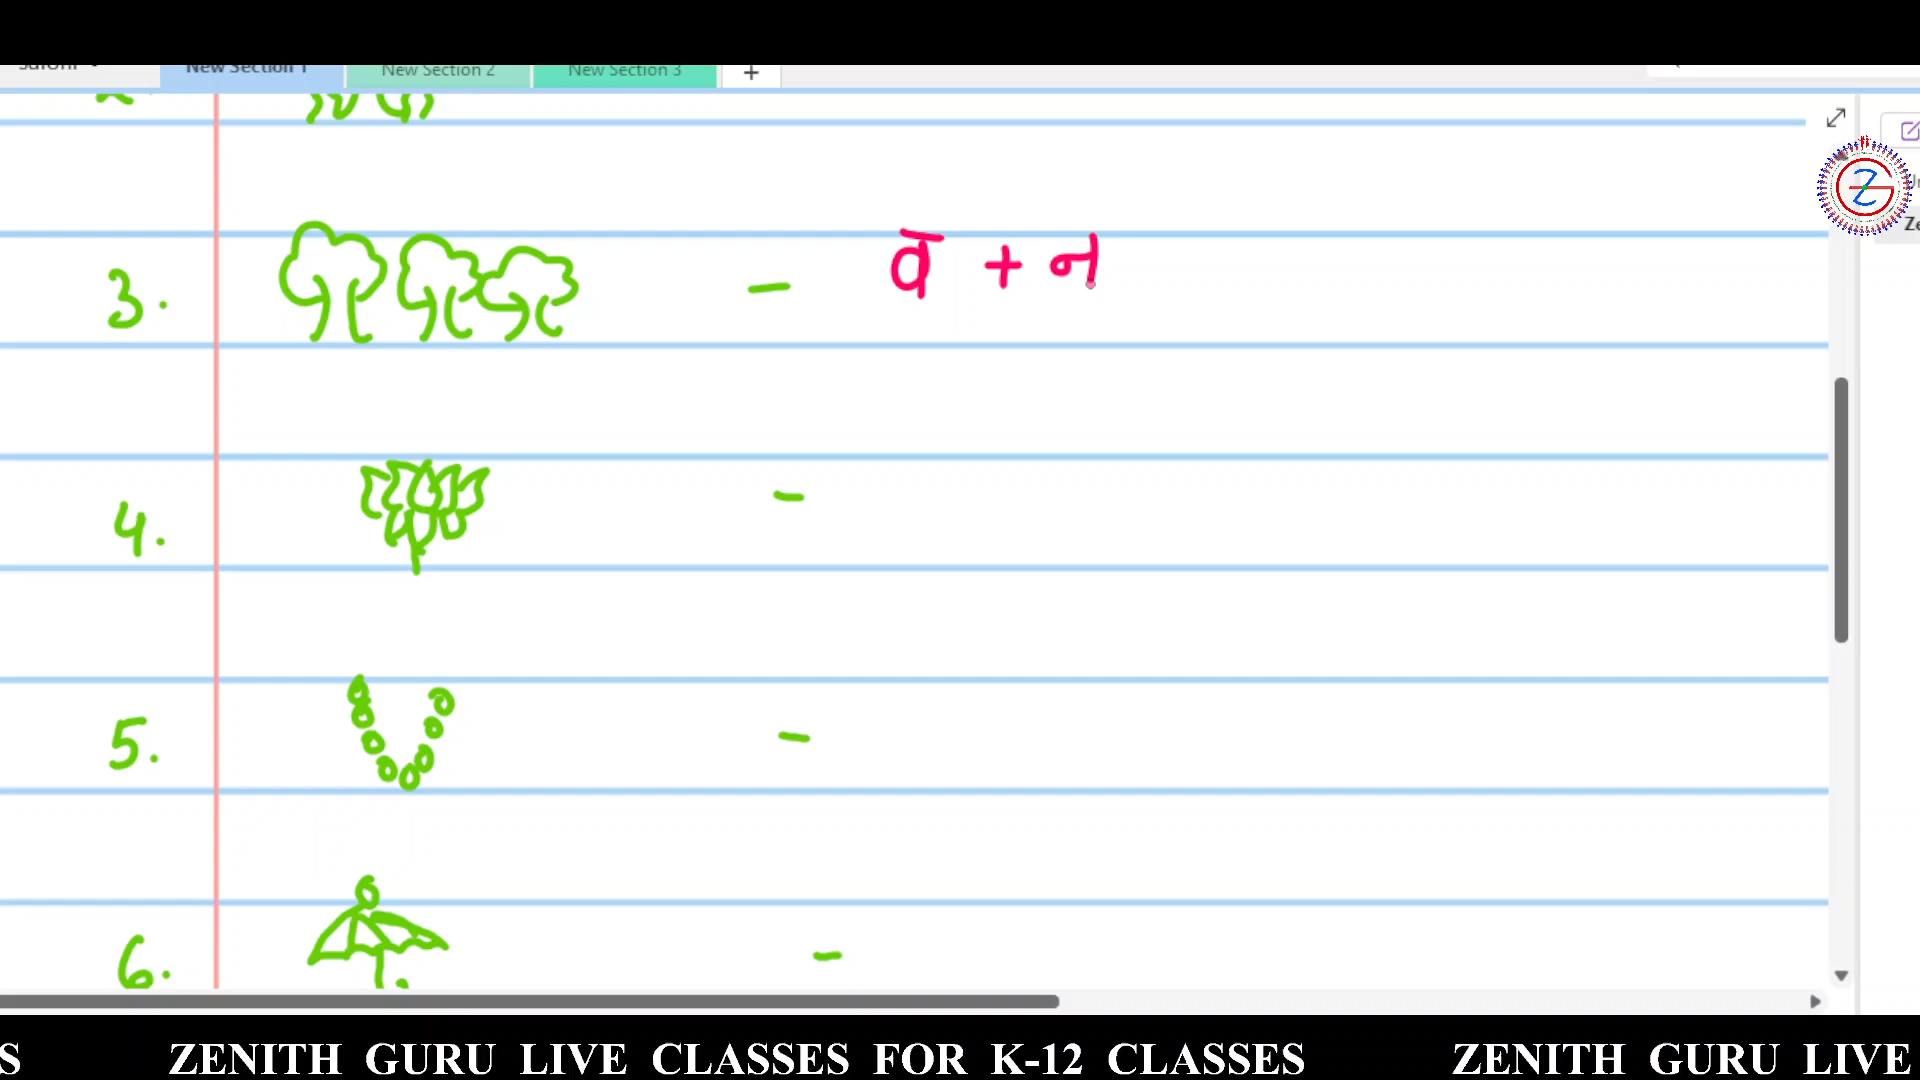 New Section 1 New Section 2 New Section 3 +
3. - व + न
4. -
5. -
6. -
ZENITH GURU LIVE CLASSES FOR K-12 CLASSES ZENITH GURU LIVE